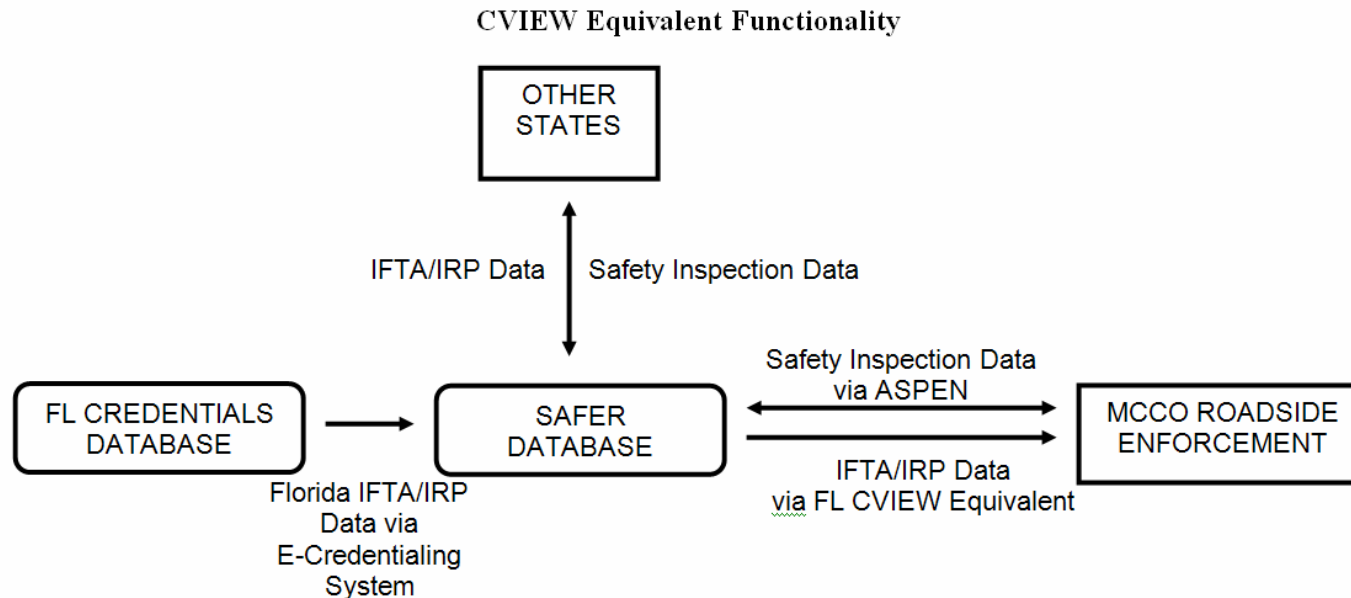 CVIEW Equivalent Functionality
OTHER
STATES
IFTA/IRP Data
Safety Inspection Data
Safety Inspection Data
via ASPEN
FL CREDENTIALS
DATABASE
SAFER
DATABASE
MCCO ROADSIDE
ENFORCEMENT
Florida IFTA/IRP
Data via
E-Credentialing
System
IFTA/IRP Data
via FL CVIEW Equivalent